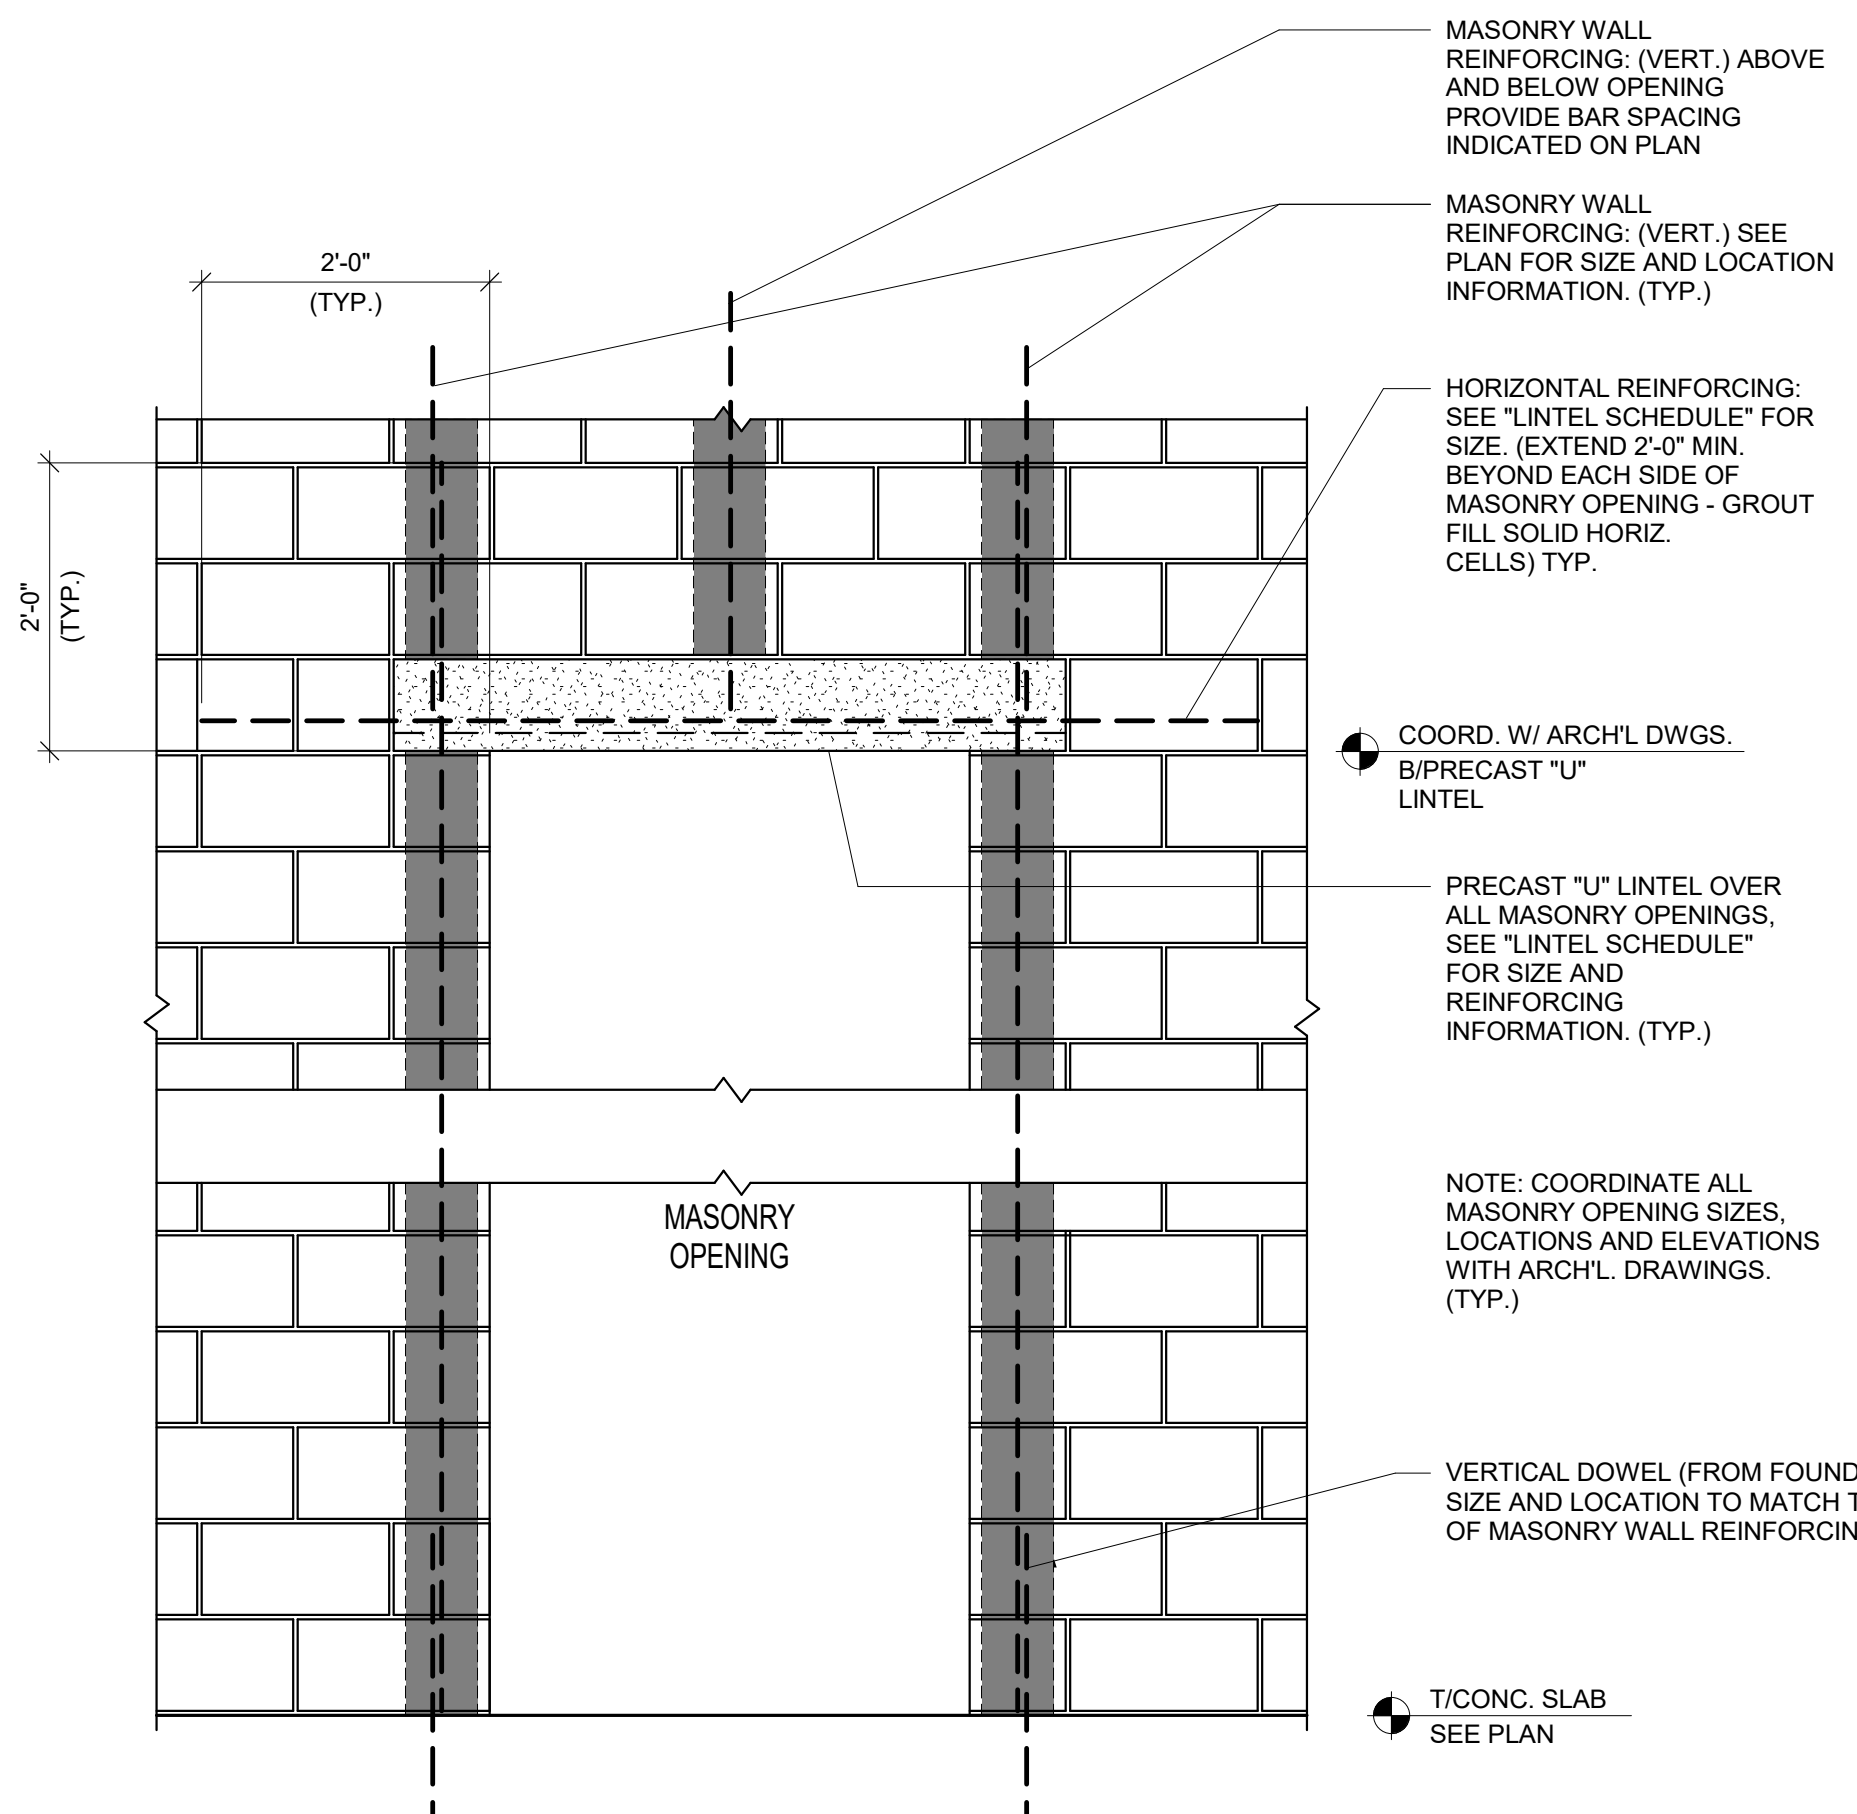 MASONRY WALL
REINFORCING: (VERT.) ABOVE
AND BELOW OPENING
PROVIDE BAR SPACING
INDICATED ON PLAN
MASONRY WALL
REINFORCING: (VERT.) SEE
PLAN FOR SIZE AND LOCATION
INFORMATION. (TYP.)
2'-0"
(TYP.)
HORIZONTAL REINFORCING:
SEE "LINTEL SCHEDULE" FOR
SIZE. (EXTEND 2'-0" MIN.
BEYOND EACH SIDE OF
MASONRY OPENING - GROUT
FILL SOLID HORIZ.
CELLS) TYP.
2'-0"
(TYP.)
COORD. W/ ARCH'L DWGS.
B/PRECAST "U"
LINTEL
PRECAST "U" LINTEL OVER
ALL MASONRY OPENINGS,
SEE "LINTEL SCHEDULE"
FOR SIZE AND
REINFORCING
INFORMATION. (TYP.)
NOTE: COORDINATE ALL
MASONRY OPENING SIZES,
LOCATIONS AND ELEVATIONS
WITH ARCH'L. DRAWINGS.
(TYP.)
MASONRY
OPENING
VERTICAL DOWEL (FROM FOUND
SIZE AND LOCATION TO MATCH T
OF MASONRY WALL REINFORCIN
T/CONC. SLAB
SEE PLAN